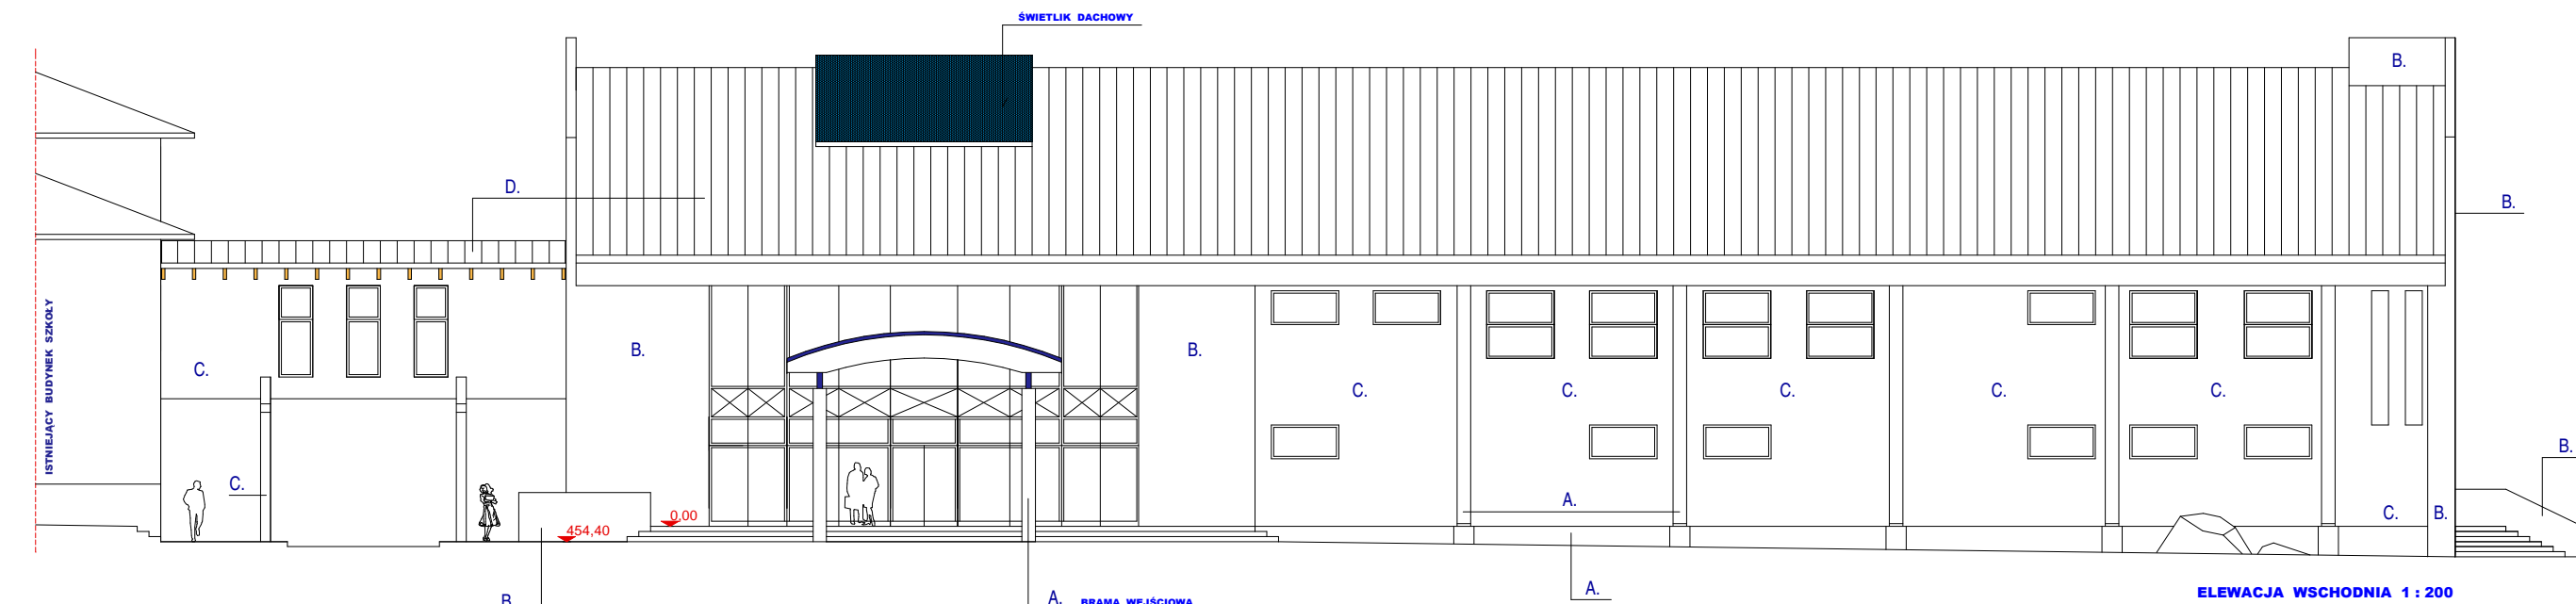 ŚWIETLIK DACHOWY
B.
D.
B.
ISTNIEJĄCY BUDYNEK SZKOŁY
B.
B.
C.
C.
C.
C.
C.
C.
B.
C.
A.
0,00
C.
B.
454,40
A.
ELEWACJA WSCHODNIA 1 : 200
B.
A.
BRAMA WEJŚCIOWA